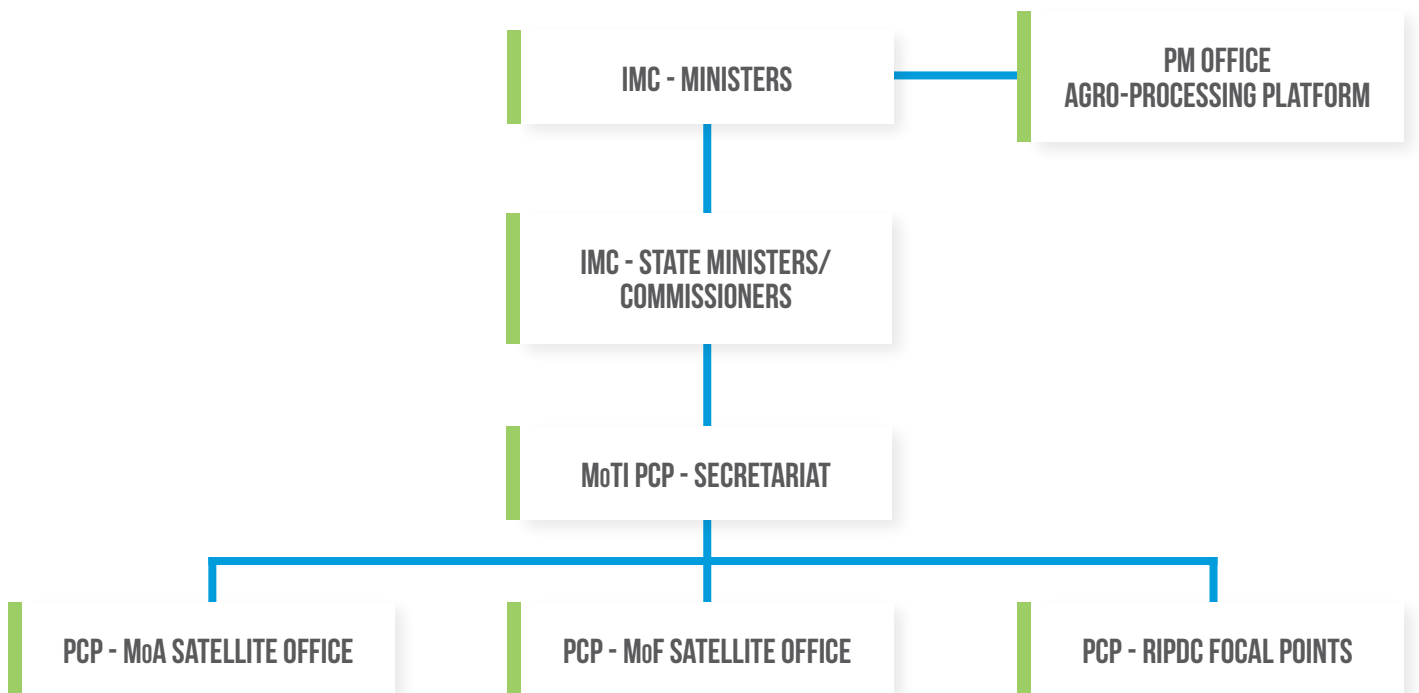 IMC - MINISTERS
PM OFFICE
AGRO-PROCESSING PLATFORM
IMC - STATE MINISTERS/
COMMISSIONERS
MoTI PCP - SECRETARIAT
PCP - MoA SATELLITE OFFICE
PCP - MoF SATELLITE OFFICE
PCP - RIPDC FOCAL POINTS